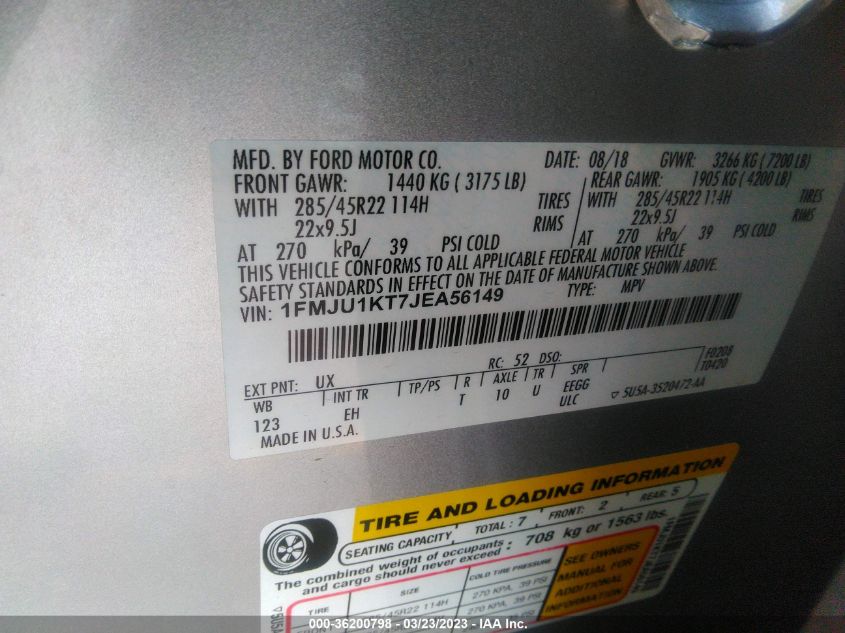 MFD. BY FORD MOTOR CO. DATE: 08/18 GVWR: 3266 KG ( 7200 LB)
FRONT GAWR: 1440 KG ( 3175 LB) REAR GAWR: 1905 KG ( 4200 LB)
WITH 285/45R22 114H TIRES WITH 285/45R22 114H TIRES
22x9.5J RIMS 22x9.5J RIMS
AT 270 kPa/ 39 PSI COLD AT 270 kPa/ 39 PSI COLD
THIS VEHICLE CONFORMS TO ALL APPLICABLE FEDERAL MOTOR VEHICLE
SAFETY STANDARDS IN EFFECT ON THE DATE OF MANUFACTURE SHOWN ABOVE.
VIN: 1FMJU1KT7JEA56149 TYPE: MPV
RC: 52 DSO: F0208
EXT PNT: UX T0420
WB INT TR TP/PS R AXLE TR SPR
123 EH T 10 U EEGG
ULC ▽ 5U5A-3520472-AA
MADE IN U.S.A.
TIRE AND LOADING INFORMATION
SEATING CAPACITY TOTAL: 7 FRONT: 2 REAR: 5
The combined weight of occupants and cargo should never exceed: 708 kg or 1563 lbs.
TIRE SIZE COLD TIRE PRESSURE
285/45R22 114H 270 KPA, 39 PSI
270 KPA, 39 PSI
SEE OWNERS
MANUAL FOR
ADDITIONAL
INFORMATION
000-36200798 - 03/23/2023 - IAA Inc.